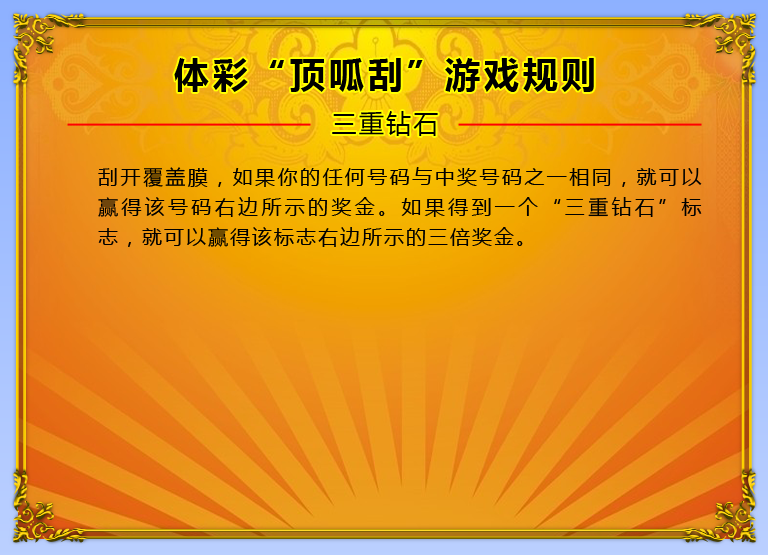 体彩“顶呱刮”游戏规则
三重钻石
刮开覆盖膜，如果你的任何号码与中奖号码之一相同，就可以
赢得该号码右边所示的奖金。如果得到一个“三重钻石”标
志，就可以赢得该标志右边所示的三倍奖金。